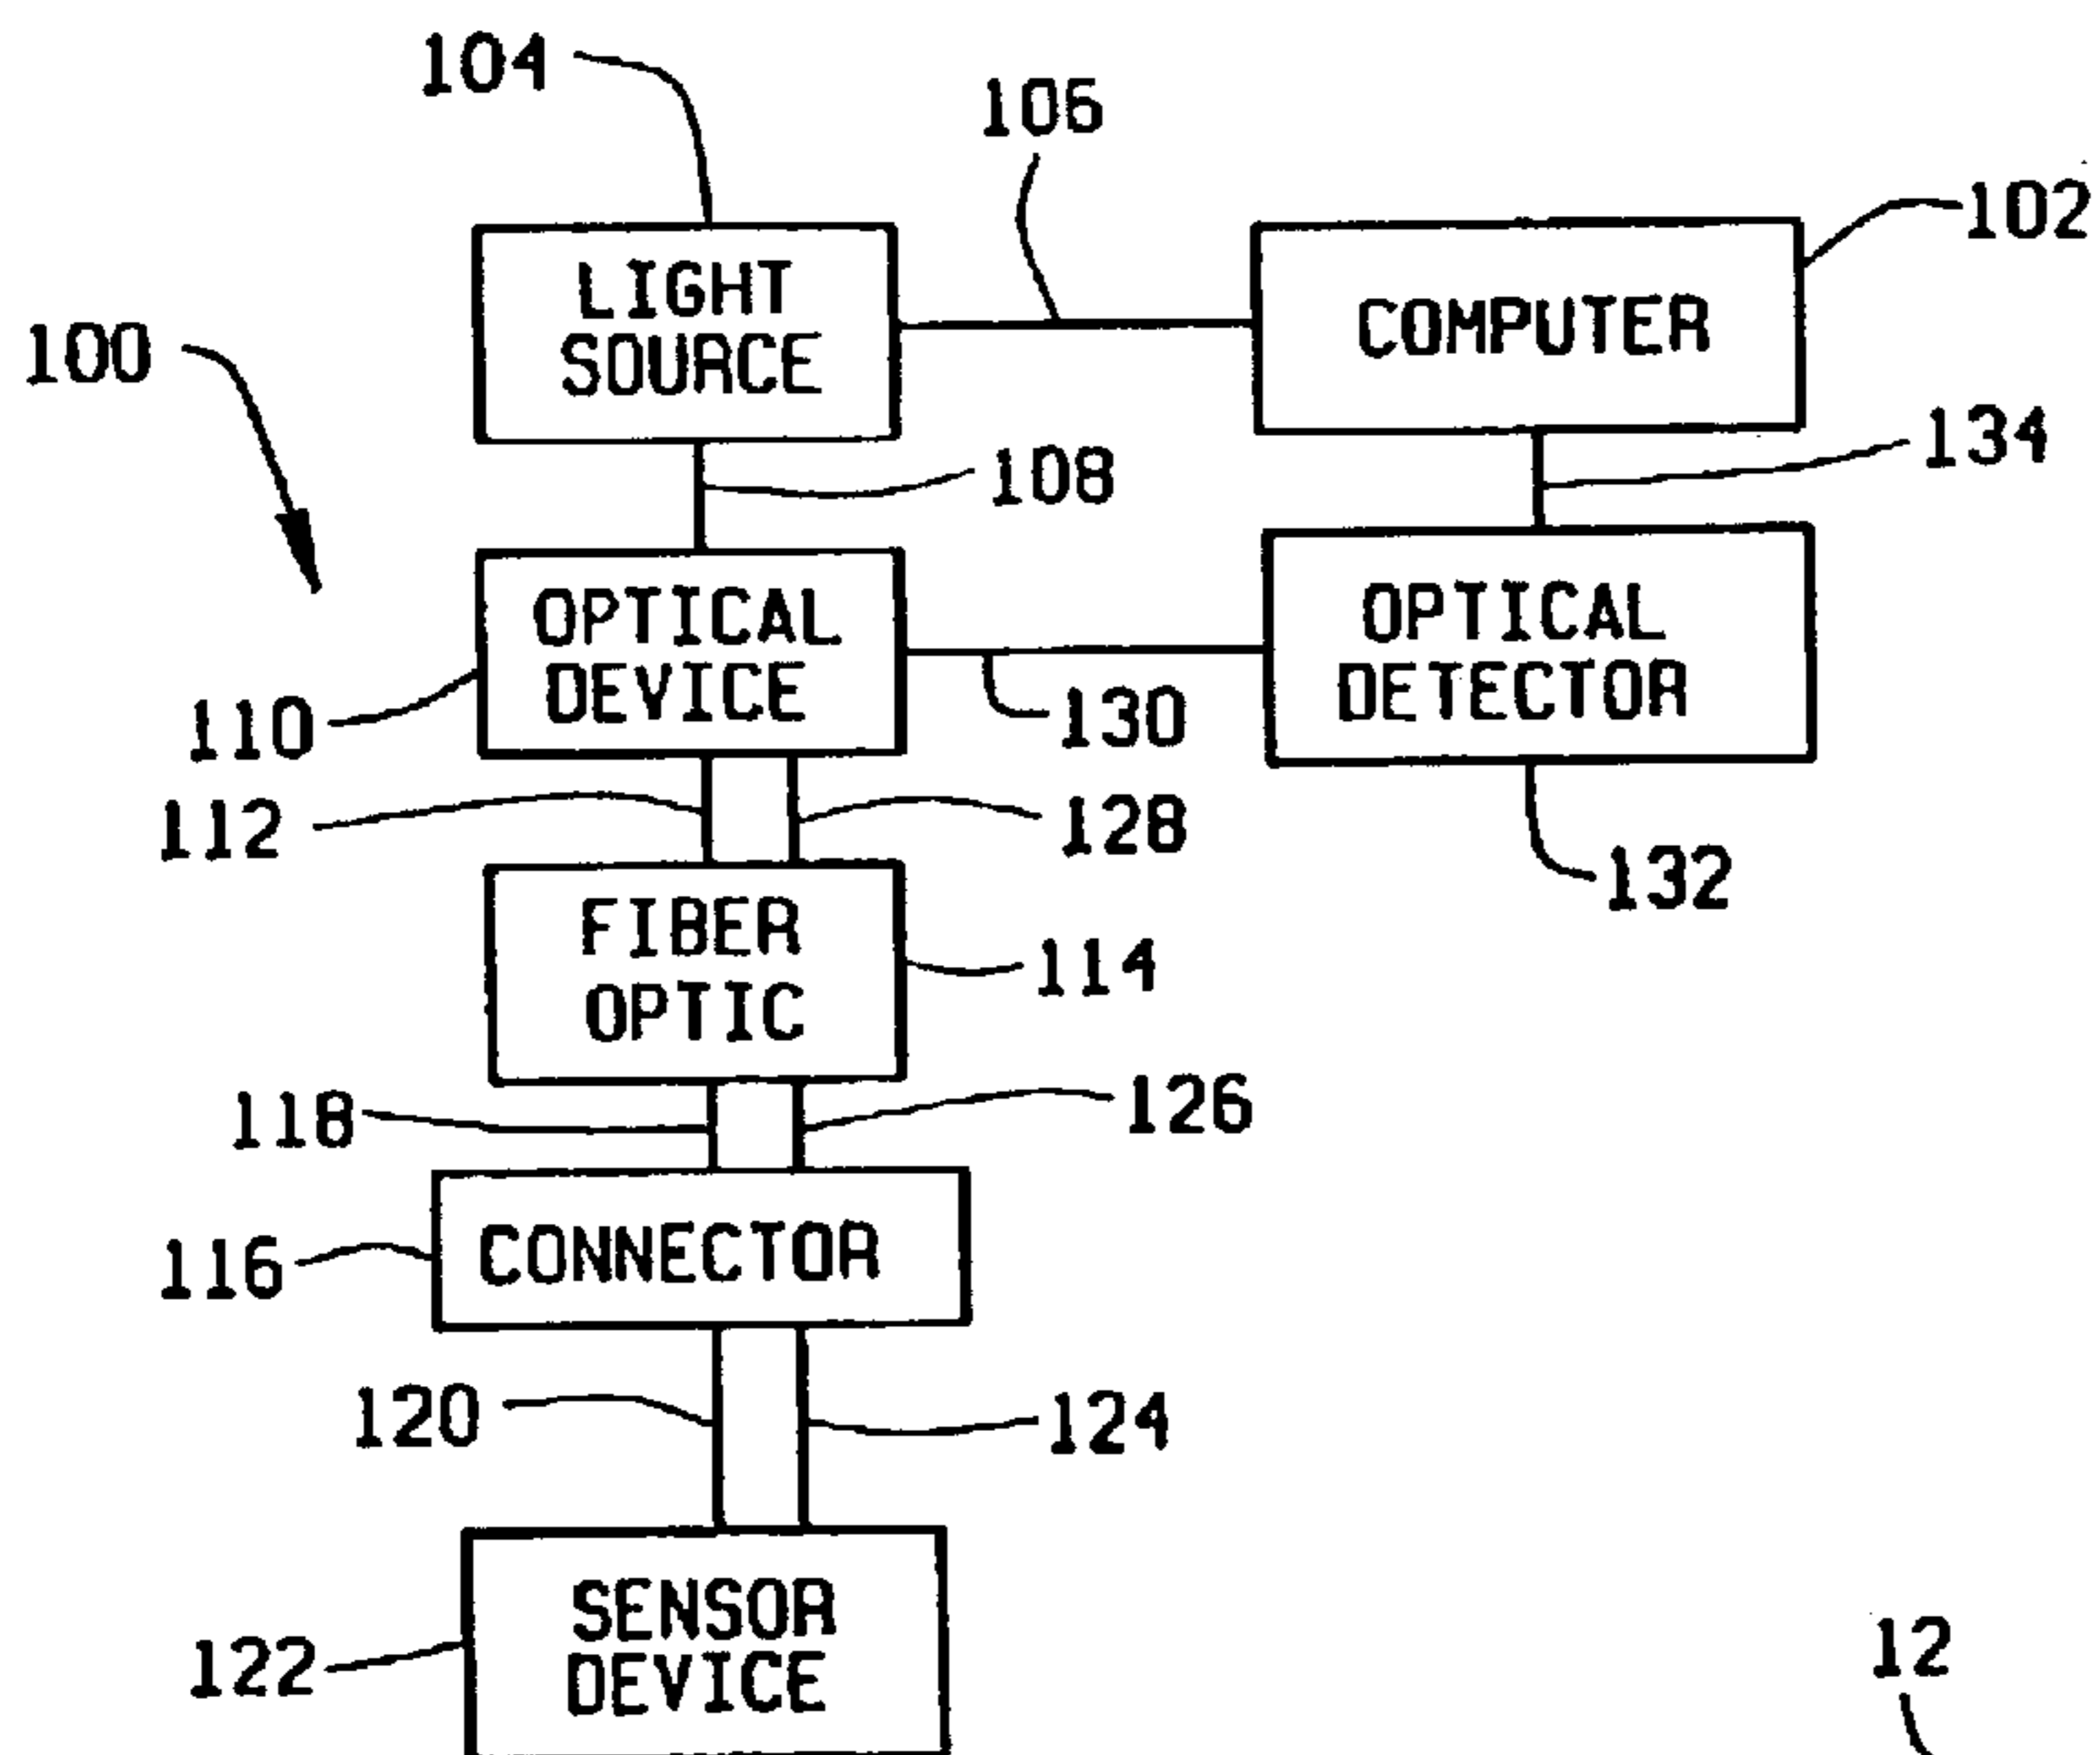 104
106
102
LIGHT
SOURCE
COMPUTER
100
134
108
OPTICAL
DEVICE
OPTICAL
DETECTOR
110
130
112
128
132
FIBER
OPTIC
114
118
126
CONNECTOR
116
120
124
SENSOR
DEVICE
122
12